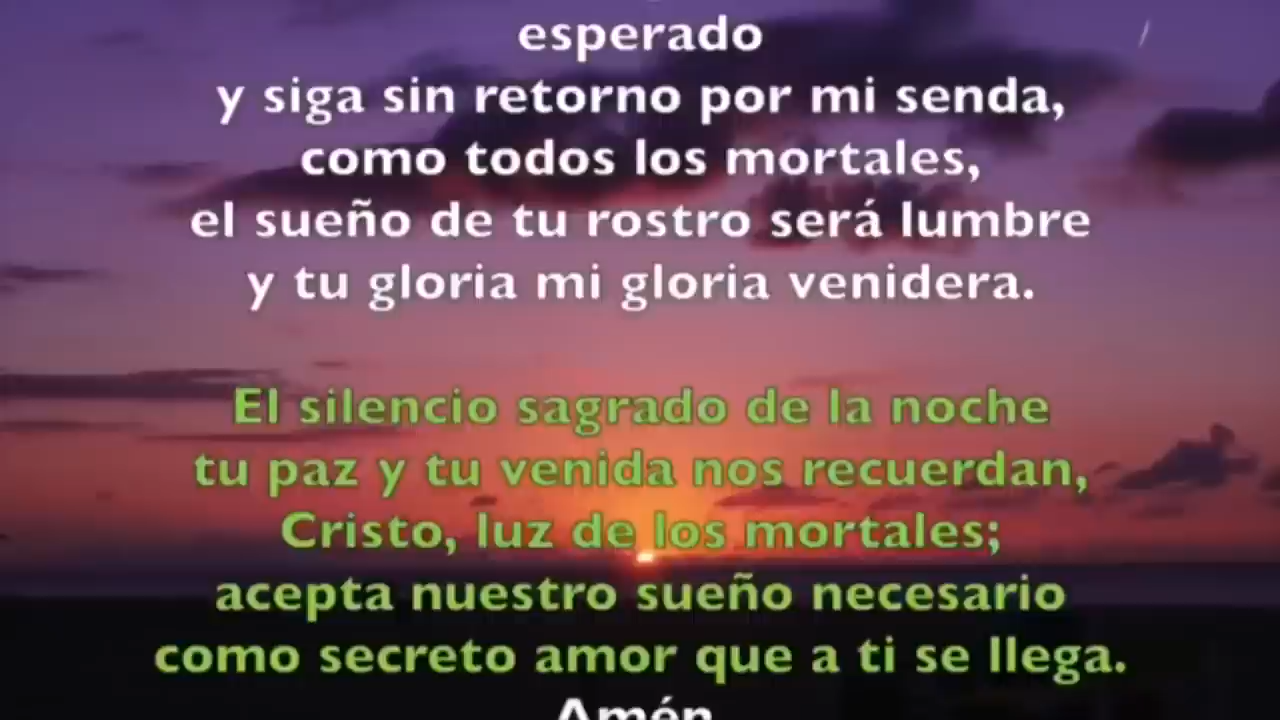 esperado
y siga sin retorno por mi senda,
como todos los mortales,
el sueño de tu rostro será lumbre
y tu gloria mi gloria venidera.
El silencio sagrado de la noche
tu paz y tu venida nos recuerdan,
Cristo, luz de los mortales;
acepta nuestro sueño necesario
como secreto amor que a ti se llega.
Amén